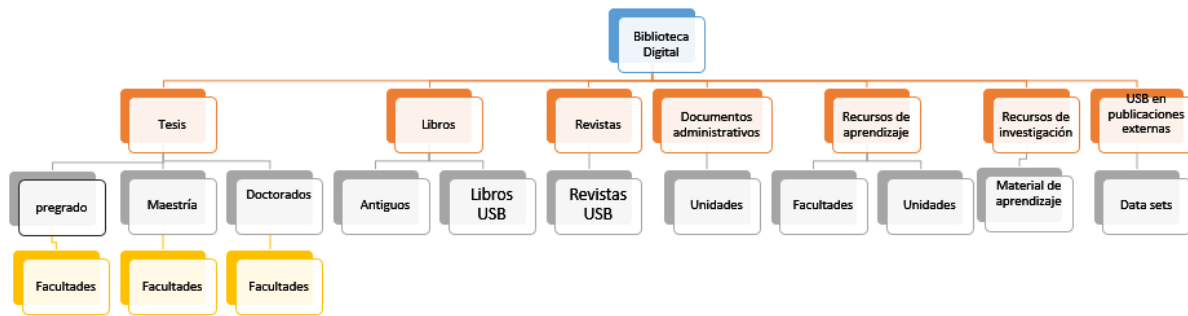 Biblioteca
Digital
Tesis
Libros
Revistas
Documentos
administrativos
Recursos de
aprendizaje
Recursos de
investigación
USB en
publicaciones
externas
pregrado
Maestría
Doctorados
Antiguos
Libros
USB
Revistas
USB
Unidades
Facultades
Unidades
Material de
aprendizaje
Data sets
Facultades
Facultades
Facultades